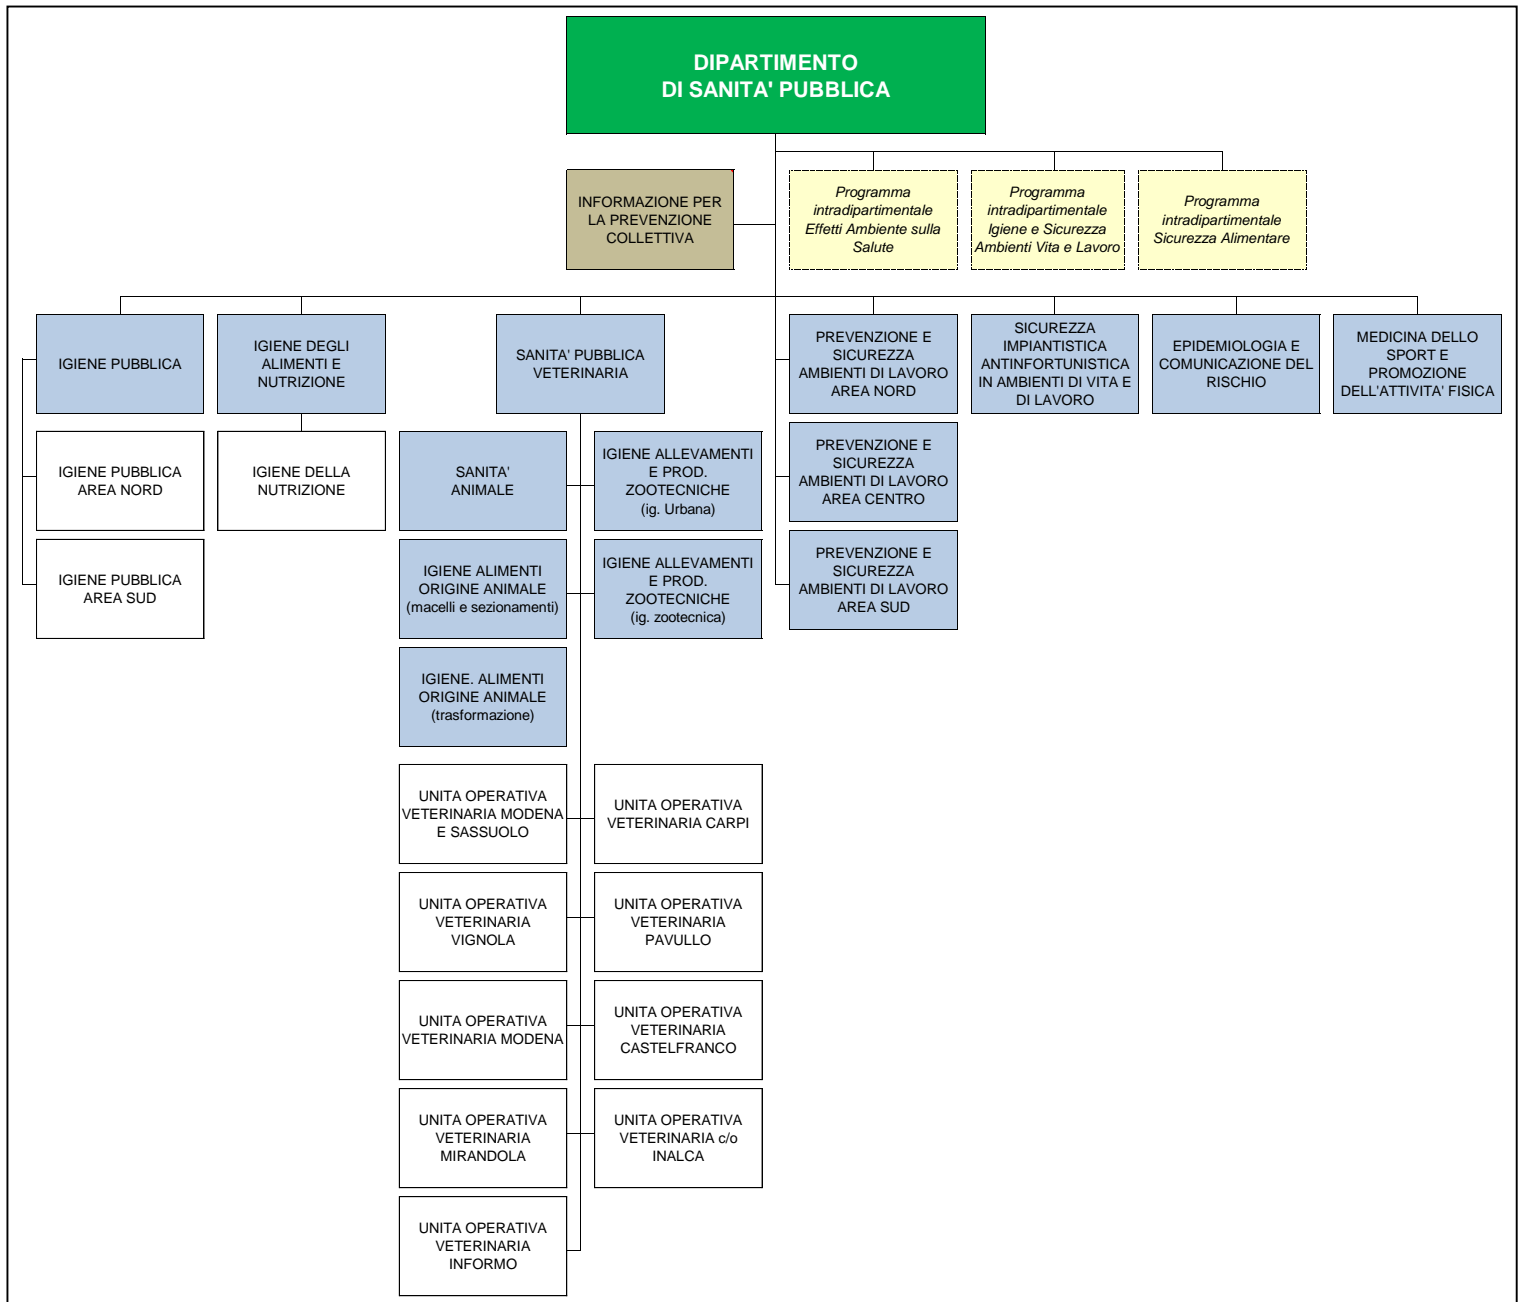 DIPARTIMENTO
DI SANITA' PUBBLICA
INFORMAZIONE PER
LA PREVENZIONE
COLLETTIVA
Programma
intradipartimentale
Effetti Ambiente sulla
Salute
Programma
intradipartimentale
Igiene e Sicurezza
Ambienti Vita e Lavoro
Programma
intradipartimentale
Sicurezza Alimentare
IGIENE PUBBLICA
IGIENE DEGLI
ALIMENTI E
NUTRIZIONE
SANITA' PUBBLICA
VETERINARIA
PREVENZIONE E
SICUREZZA
AMBIENTI DI LAVORO
AREA NORD
SICUREZZA
IMPIANTISTICA
ANTINFORTUNISTICA
IN AMBIENTI DI VITA E
DI LAVORO
EPIDEMIOLOGIA E
COMUNICAZIONE DEL
RISCHIO
MEDICINA DELLO
SPORT E
PROMOZIONE
DELL'ATTIVITA' FISICA
IGIENE PUBBLICA
AREA NORD
IGIENE DELLA
NUTRIZIONE
SANITA'
ANIMALE
IGIENE ALLEVAMENTI
E PROD.
ZOOTECNICHE
(ig. Urbana)
PREVENZIONE E
SICUREZZA
AMBIENTI DI LAVORO
AREA CENTRO
IGIENE PUBBLICA
AREA SUD
IGIENE ALIMENTI
ORIGINE ANIMALE
(macelli e sezionamenti)
IGIENE ALLEVAMENTI
E PROD.
ZOOTECNICHE
(ig. zootecnica)
PREVENZIONE E
SICUREZZA
AMBIENTI DI LAVORO
AREA SUD
IGIENE. ALIMENTI
ORIGINE ANIMALE
(trasformazione)
UNITA OPERATIVA
VETERINARIA MODENA
E SASSUOLO
UNITA OPERATIVA
VETERINARIA CARPI
UNITA OPERATIVA
VETERINARIA
VIGNOLA
UNITA OPERATIVA
VETERINARIA
PAVULLO
UNITA OPERATIVA
VETERINARIA MODENA
UNITA OPERATIVA
VETERINARIA
CASTELFRANCO
UNITA OPERATIVA
VETERINARIA
MIRANDOLA
UNITA OPERATIVA
VETERINARIA c/o
INALCA
UNITA OPERATIVA
VETERINARIA
INFORMO